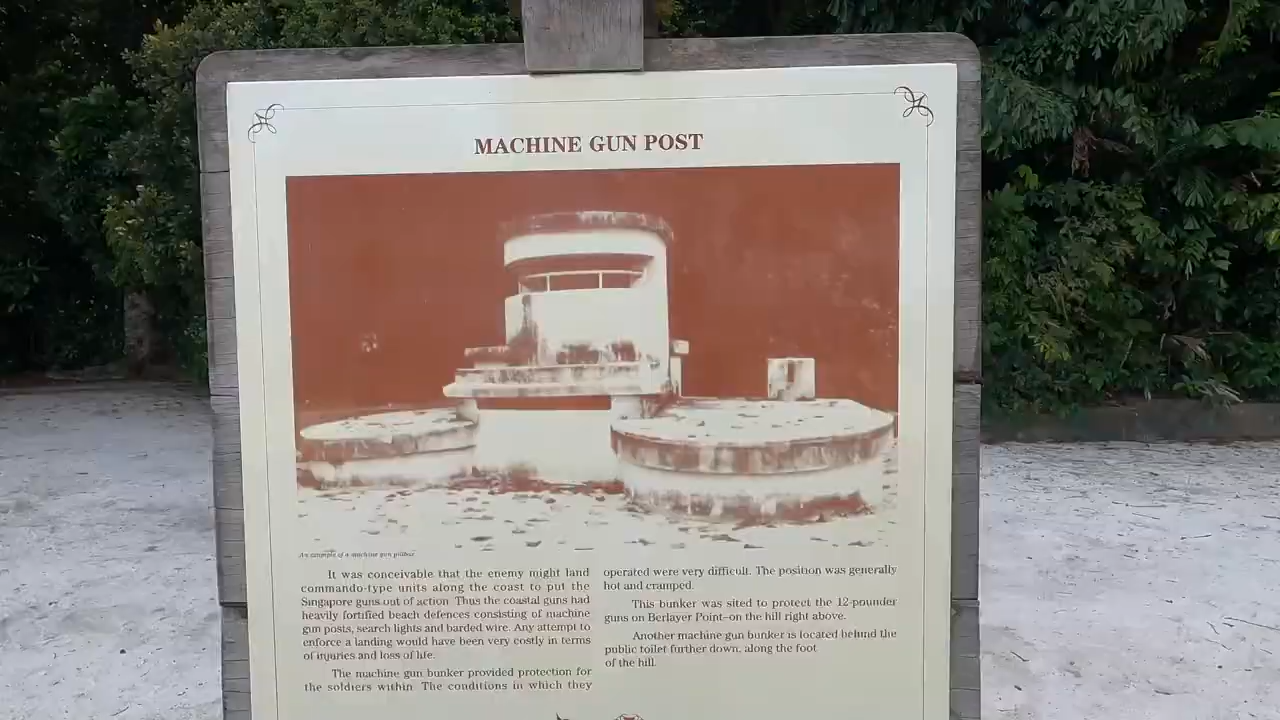 MACHINE GUN POST
An example of a machine gun pillbox
It was conceivable that the enemy might land
commando-type units along the coast to put the
Singapore guns out of action. Thus the coastal guns had
heavily fortified beach defences consisting of machine
gun posts, search lights and barded wire. Any attempt to
enforce a landing would have been very costly in terms
of injuries and loss of life.
The machine gun bunker provided protection for
the soldiers within. The conditions in which they
operated were very difficult. The position was generally
hot and cramped.
This bunker was sited to protect the 12-pounder
guns on Berlayer Point–on the hill right above.
Another machine gun bunker is located behind the
public toilet further down, along the foot
of the hill.